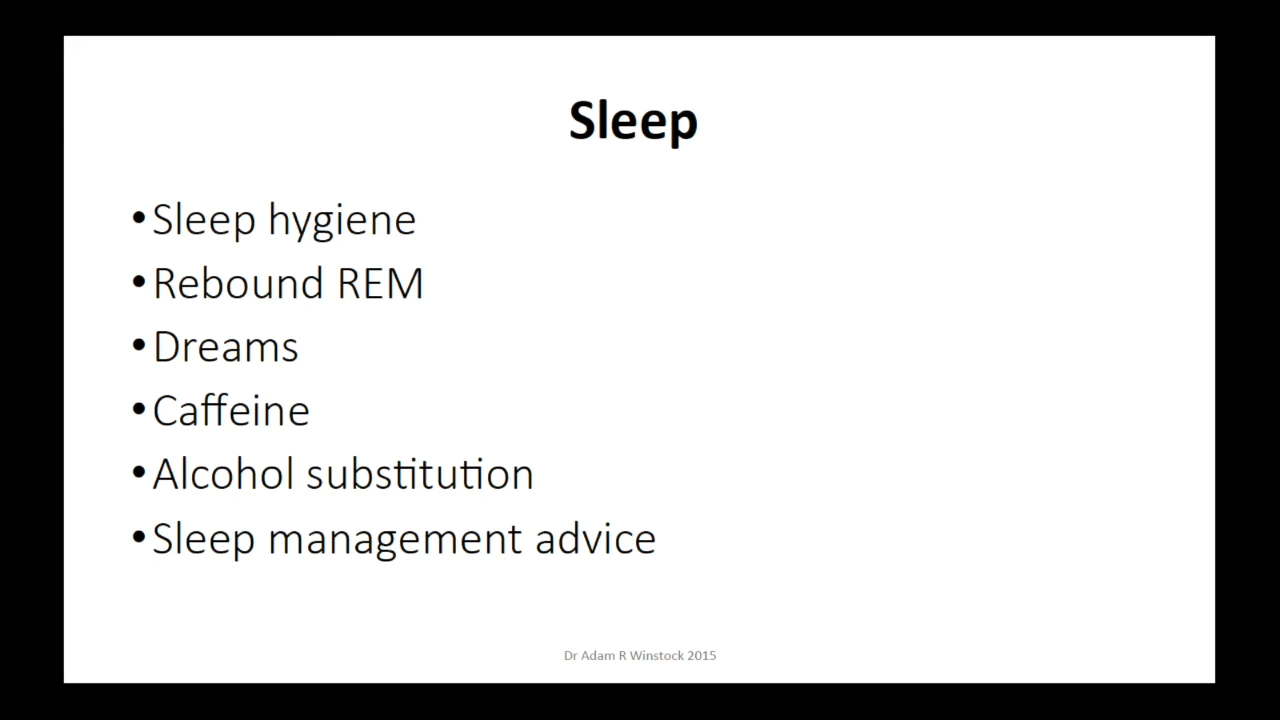 Sleep
•Sleep hygiene
•Rebound REM
•Dreams
•Caffeine
•Alcohol substitution
•Sleep management advice
Dr Adam R Winstock 2015